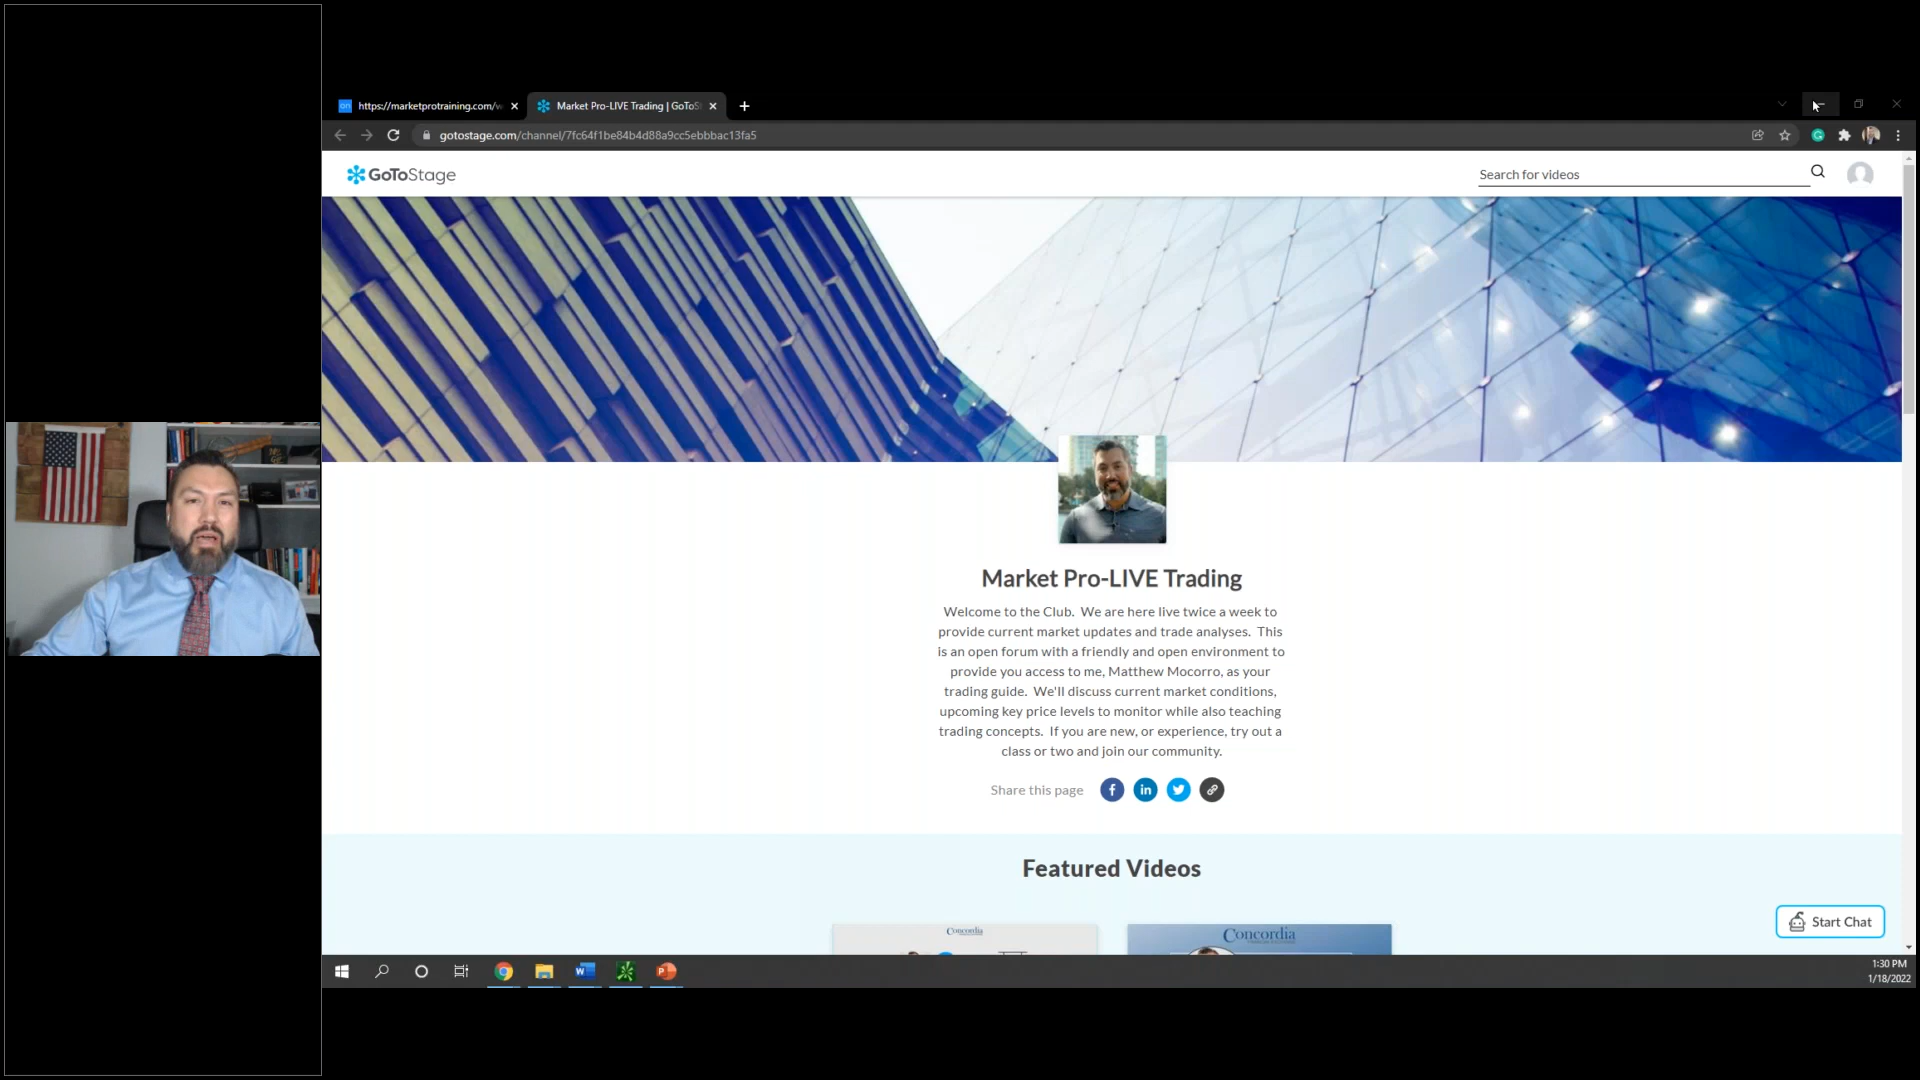 https://marketprotraining.com/w
Market Pro-LIVE Trading | GoToS
gotostage.com/channel/7fc64f1be84b4d88a9cc5ebbbac13fa5
GoToStage
Search for videos
Market Pro-LIVE Trading
Welcome to the Club. We are here live twice a week to
provide current market updates and trade analyses. This
is an open forum with a friendly and open environment to
provide you access to me, Matthew Mocorro, as your
trading guide. We'll discuss current market conditions,
upcoming key price levels to monitor while also teaching
trading concepts. If you are new, or experience, try out a
class or two and join our community.
Share this page
Featured Videos
Start Chat
Concordia
Concordia
1:30 PM
1/18/2022